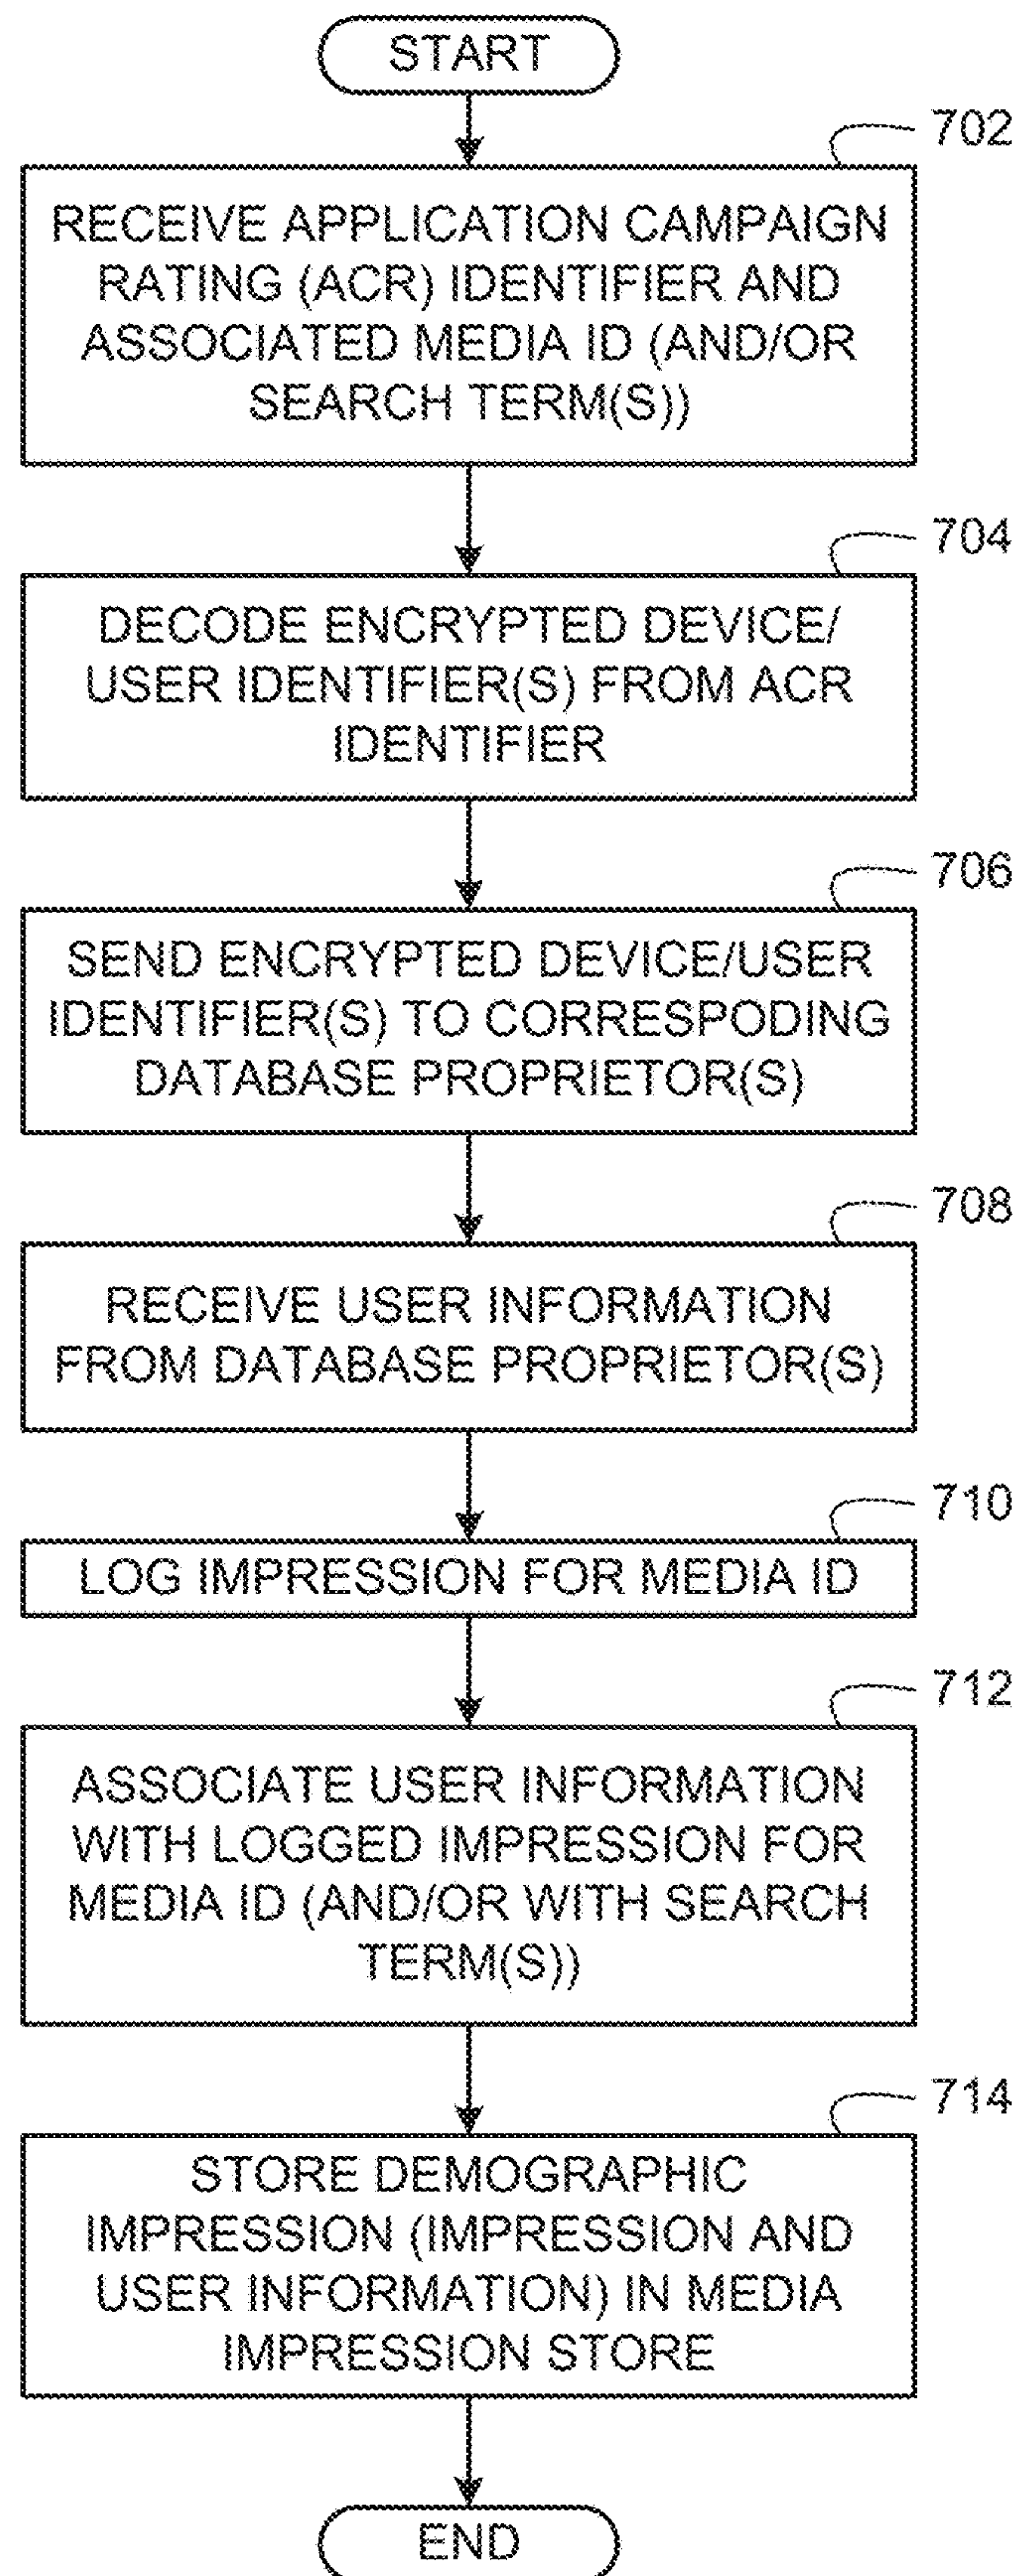 START
702
RECEIVE APPLICATION CAMPAIGN
RATING (ACR) IDENTIFIER AND
ASSOCIATED MEDIA ID (AND/OR
SEARCH TERM(S))
704
DECODE ENCRYPTED DEVICE/
USER IDENTIFIER(S) FROM ACR
IDENTIFIER
706
SEND ENCRYPTED DEVICE/USER
IDENTIFIER(S) TO CORRESPODING
DATABASE PROPRIETOR(S)
708
RECEIVE USER INFORMATION
FROM DATABASE PROPRIETOR(S)
710
LOG IMPRESSION FOR MEDIA ID
712
ASSOCIATE USER INFORMATION
WITH LOGGED IMPRESSION FOR
MEDIA ID (AND/OR WITH SEARCH
TERM(S))
714
STORE DEMOGRAPHIC
IMPRESSION (IMPRESSION AND
USER INFORMATION) IN MEDIA
IMPRESSION STORE
END